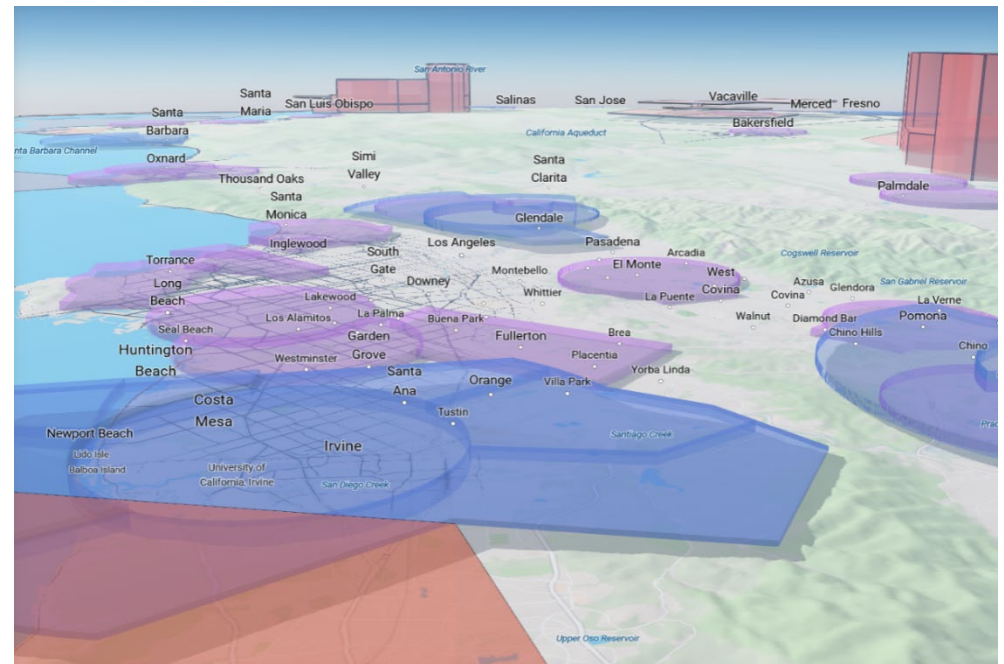 San Antonio River
Santa
Maria
San Luis Obispo
Salinas
San Jose
Vacaville
Merced
Fresno
Santa
Barbara
California Aqueduct
Bakersfield
nta Barbara Channel
Oxnard
Simi
Valley
Santa
Clarita
Thousand Oaks
Palmdale
Santa
Monica
Glendale
Inglewood
South
Gate
Los Angeles
Pasadena
Arcadia
Cogswell Reservoir
Torrance
Montebello
El Monte
West
Covina
Long
Beach
Downey
Azusa
Glendora
San Gabriel Reservoir
Lakewood
Whittier
La Puente
Covina
La Verne
Los Alamitos
La Palma
Buena Park
Walnut
Diamond Bar
Pomona
Seal Beach
Garden
Grove
Fullerton
Brea
Chino Hills
Chino
Huntington
Beach
Westminster
Placentia
Santa
Ana
Orange
Villa Park
Yorba Linda
Costa
Mesa
Tustin
Newport Beach
Irvine
Santiago Creek
Lido Isle
Balboa Island
University of
California, Irvine
San Diego Creek
Prac
Upper Oso Reservoir